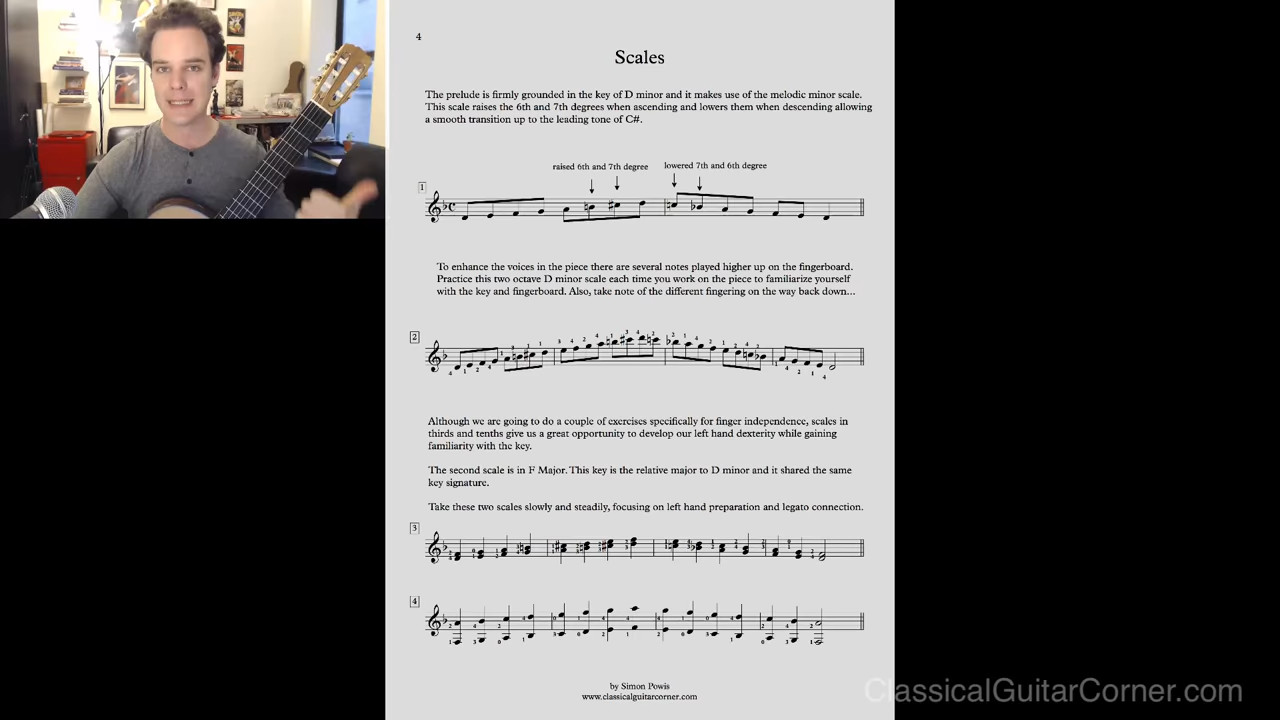 4
Scales
The prelude is firmly grounded in the key of D minor and it makes use of the melodic minor scale.
This scale raises the 6th and 7th degrees when ascending and lowers them when descending allowing
a smooth transition up to the leading tone of C#.
raised 6th and 7th degree
lowered 7th and 6th degree
1
To enhance the voices in the piece there are several notes played higher up on the fingerboard.
Practice this two octave D minor scale each time you work on the piece to familiarize yourself
with the key and fingerboard. Also, take note of the different fingering on the way back down...
2
Although we are going to do a couple of exercises specifically for finger independence, scales in
thirds and tenths give us a great opportunity to develop our left hand dexterity while gaining
familiarity with the key.
The second scale is in F Major. This key is the relative major to D minor and it shared the same
key signature.
Take these two scales slowly and steadily, focusing on left hand preparation and legato connection.
3
4
by Simon Powis
www.classicalguitarcorner.com
ClassicalGuitarCorner.com